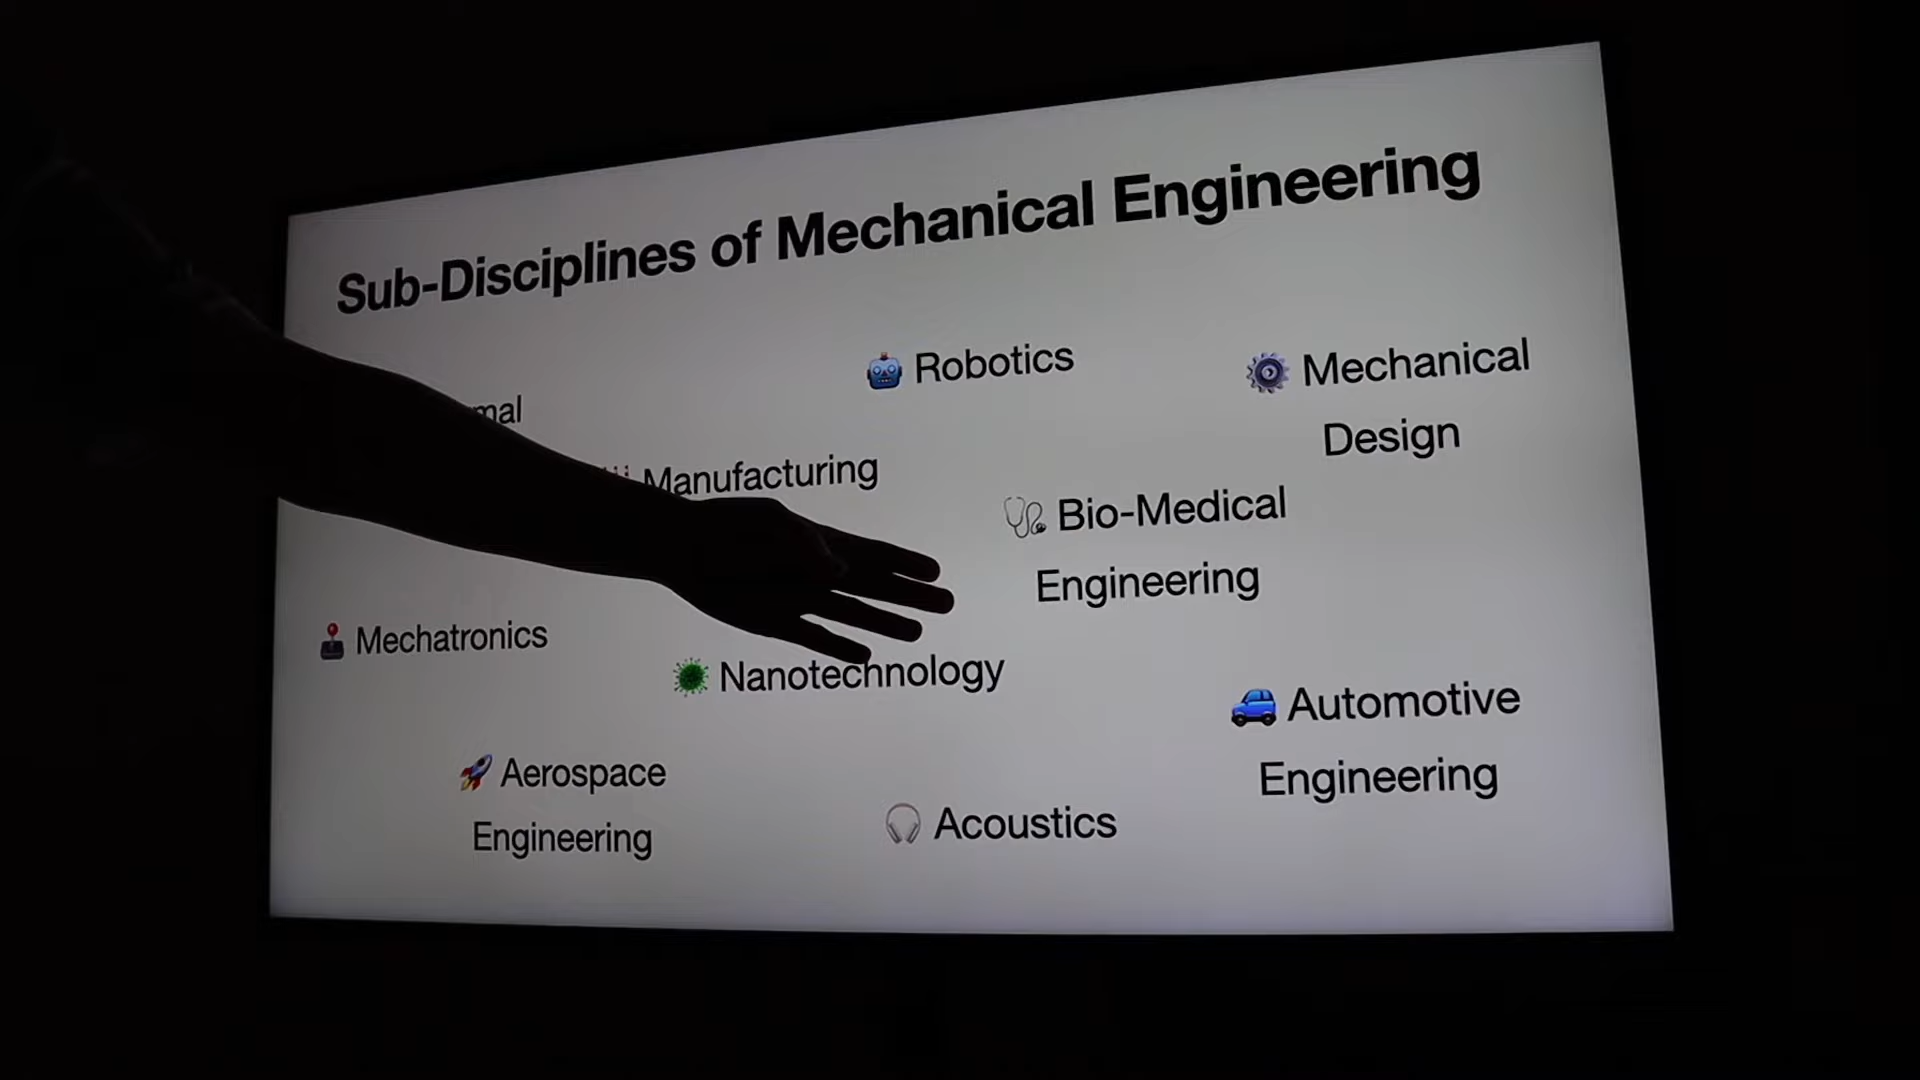 Sub-Disciplines of Mechanical Engineering
Robotics
Mechanical
Design
Manufacturing
Bio-Medical
Engineering
Mechatronics
Nanotechnology
Automotive
Engineering
Aerospace
Engineering
Acoustics